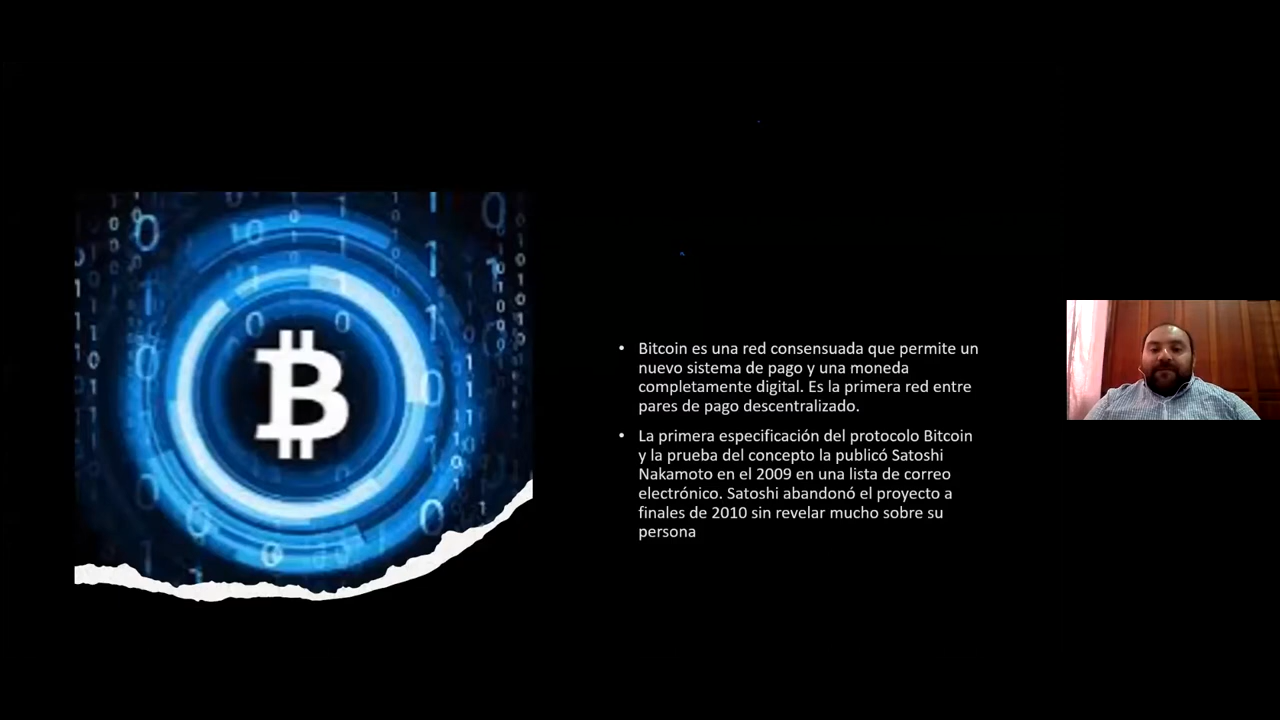 • Bitcoin es una red consensuada que permite un
nuevo sistema de pago y una moneda
completamente digital. Es la primera red entre
pares de pago descentralizado.
• La primera especificación del protocolo Bitcoin
y la prueba del concepto la publicó Satoshi
Nakamoto en el 2009 en una lista de correo
electrónico. Satoshi abandonó el proyecto a
finales de 2010 sin revelar mucho sobre su
persona